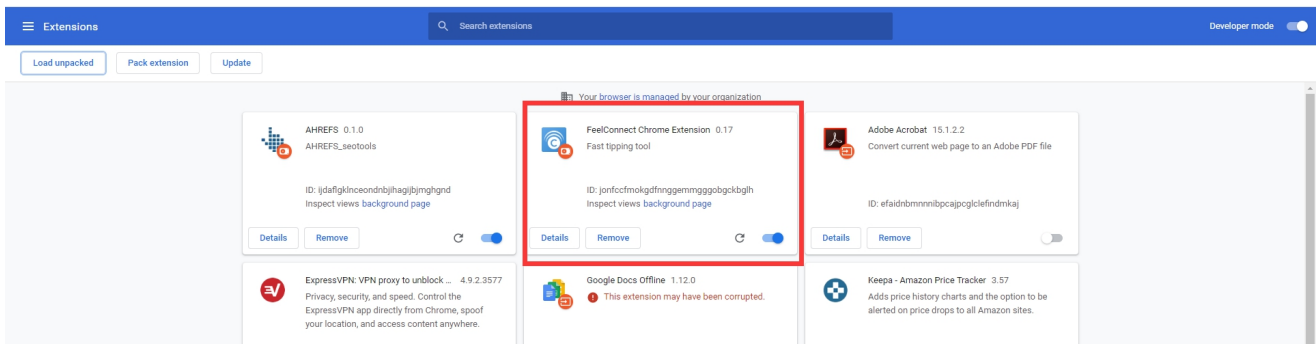 Extensions
Search extensions
Developer mode
Load unpacked
Pack extension
Update
Your browser is managed by your organization
AHREFS 0.1.0
AHREFS_seotools
ID: ijdaflgklnceondnbjihagijbjmghgnd
Inspect views background page
Details
Remove
FeelConnect Chrome Extension 0.17
Fast tipping tool
ID: jonfccfmokgdfnnggemmgggobgckbglh
Inspect views background page
Details
Remove
Adobe Acrobat 15.1.2.2
Convert current web page to an Adobe PDF file
ID: efaidnbmnnnibpcajpcglclefindmkaj
Details
Remove
ExpressVPN: VPN proxy to unblock ... 4.9.2.3577
Privacy, security, and speed. Control the
ExpressVPN app directly from Chrome, spoof
your location, and access content anywhere.
Google Docs Offline 1.12.0
This extension may have been corrupted.
Keepa - Amazon Price Tracker 3.57
Adds price history charts and the option to be
alerted on price drops to all Amazon sites.